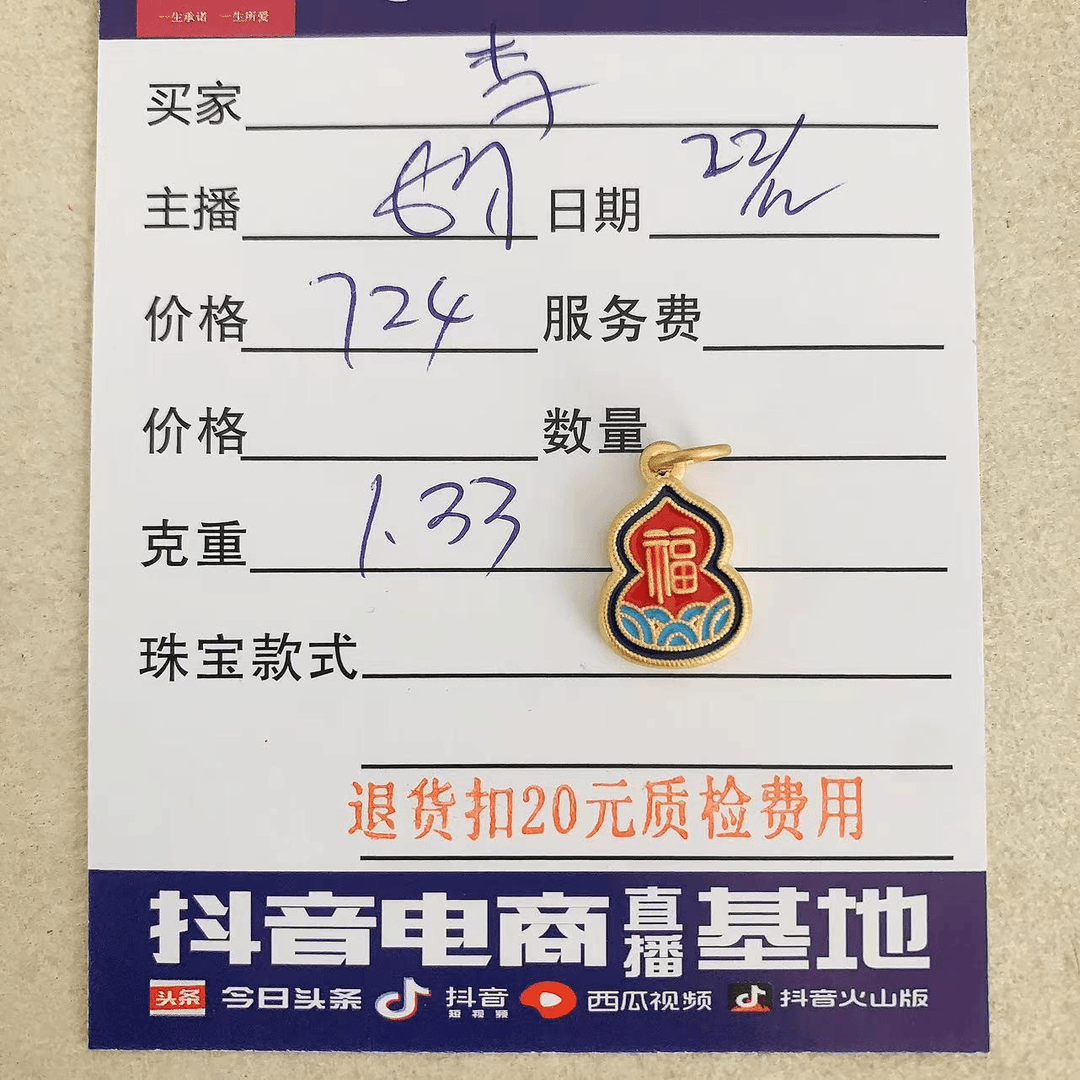 一生承诺 一生所爱
买家 李
主播 胡 日期 22/12
价格 724 服务费
价格 数量
克重 1.33
福
珠宝款式
退货扣20元质检费用
抖音电商直播基地
头条 今日头条 抖音短视频 西瓜视频 抖音火山版